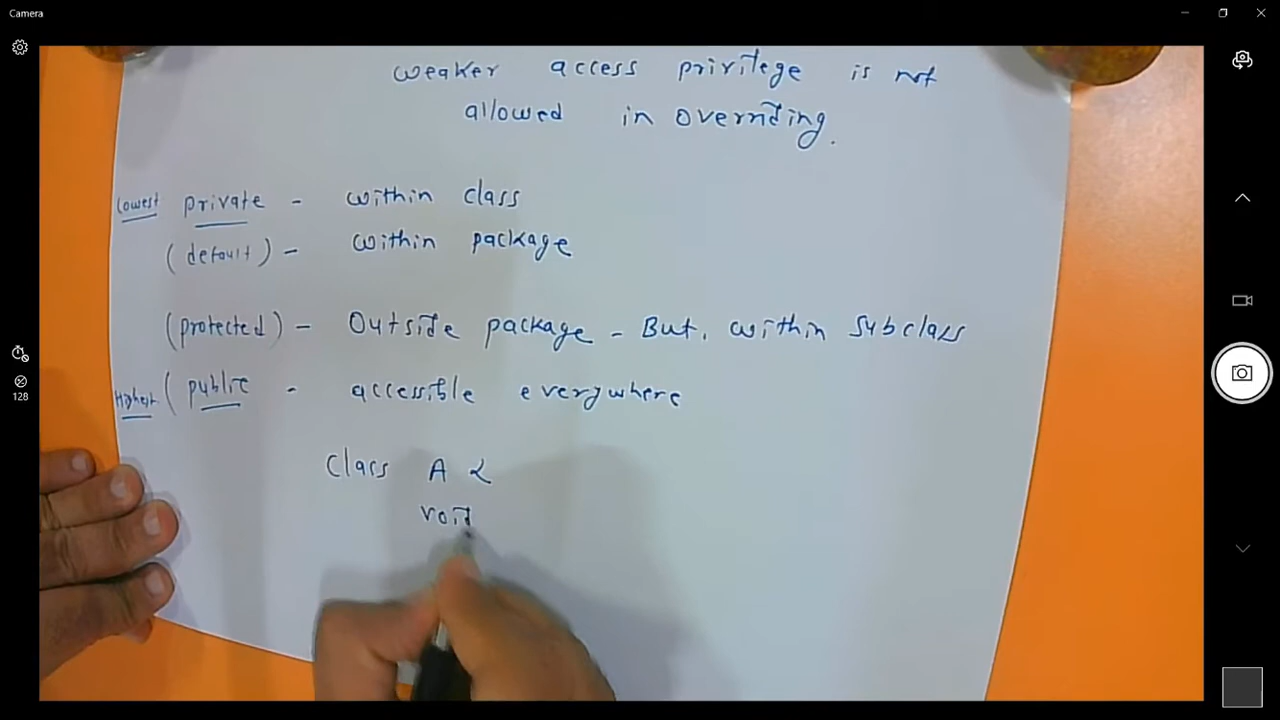 Camera
weaker access privilege is not
allowed in overriding.
Lowest private - within class
(default) - within package
(protected) - Outside package - But, within Subclass
Highest (public - accessible everywhere
Class A {
void
128